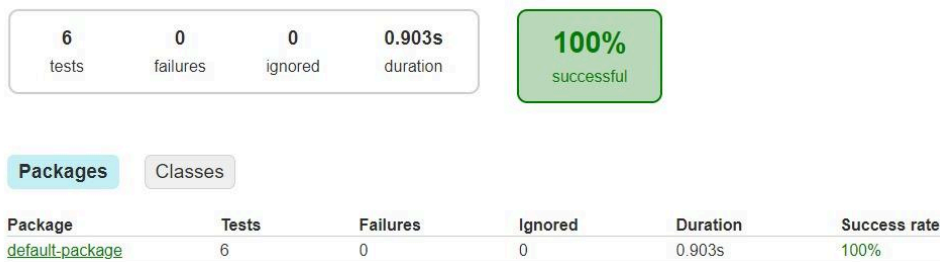 6 0 0 0.903s 100%
tests failures ignored duration successful
Packages Classes
Package Tests Failures Ignored Duration Success rate
default-package 6 0 0 0.903s 100%